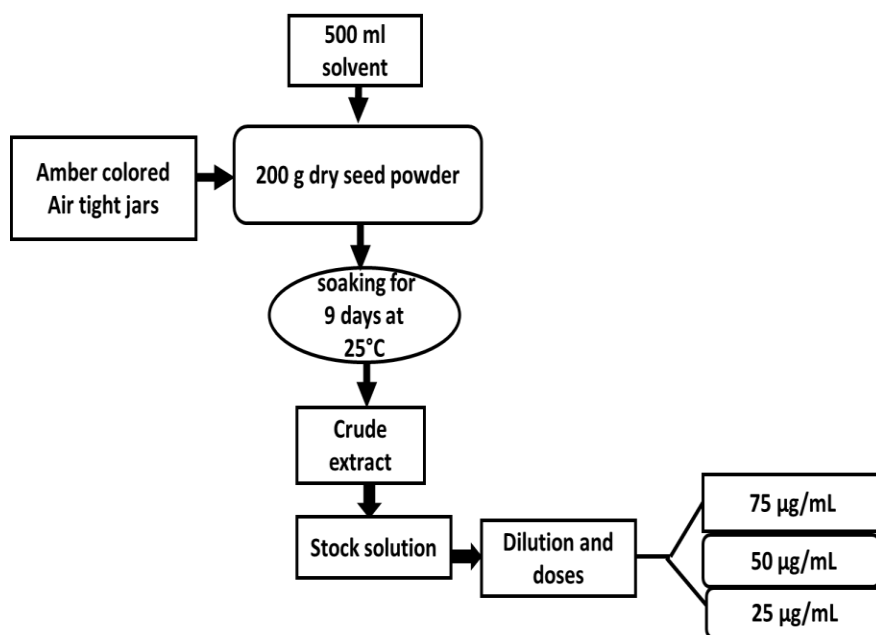 500 ml
solvent
Amber colored
Air tight jars
200 g dry seed powder
soaking for
9 days at
25°C
Crude
extract
Stock solution
Dilution and
doses
75 µg/mL
50 µg/mL
25 µg/mL